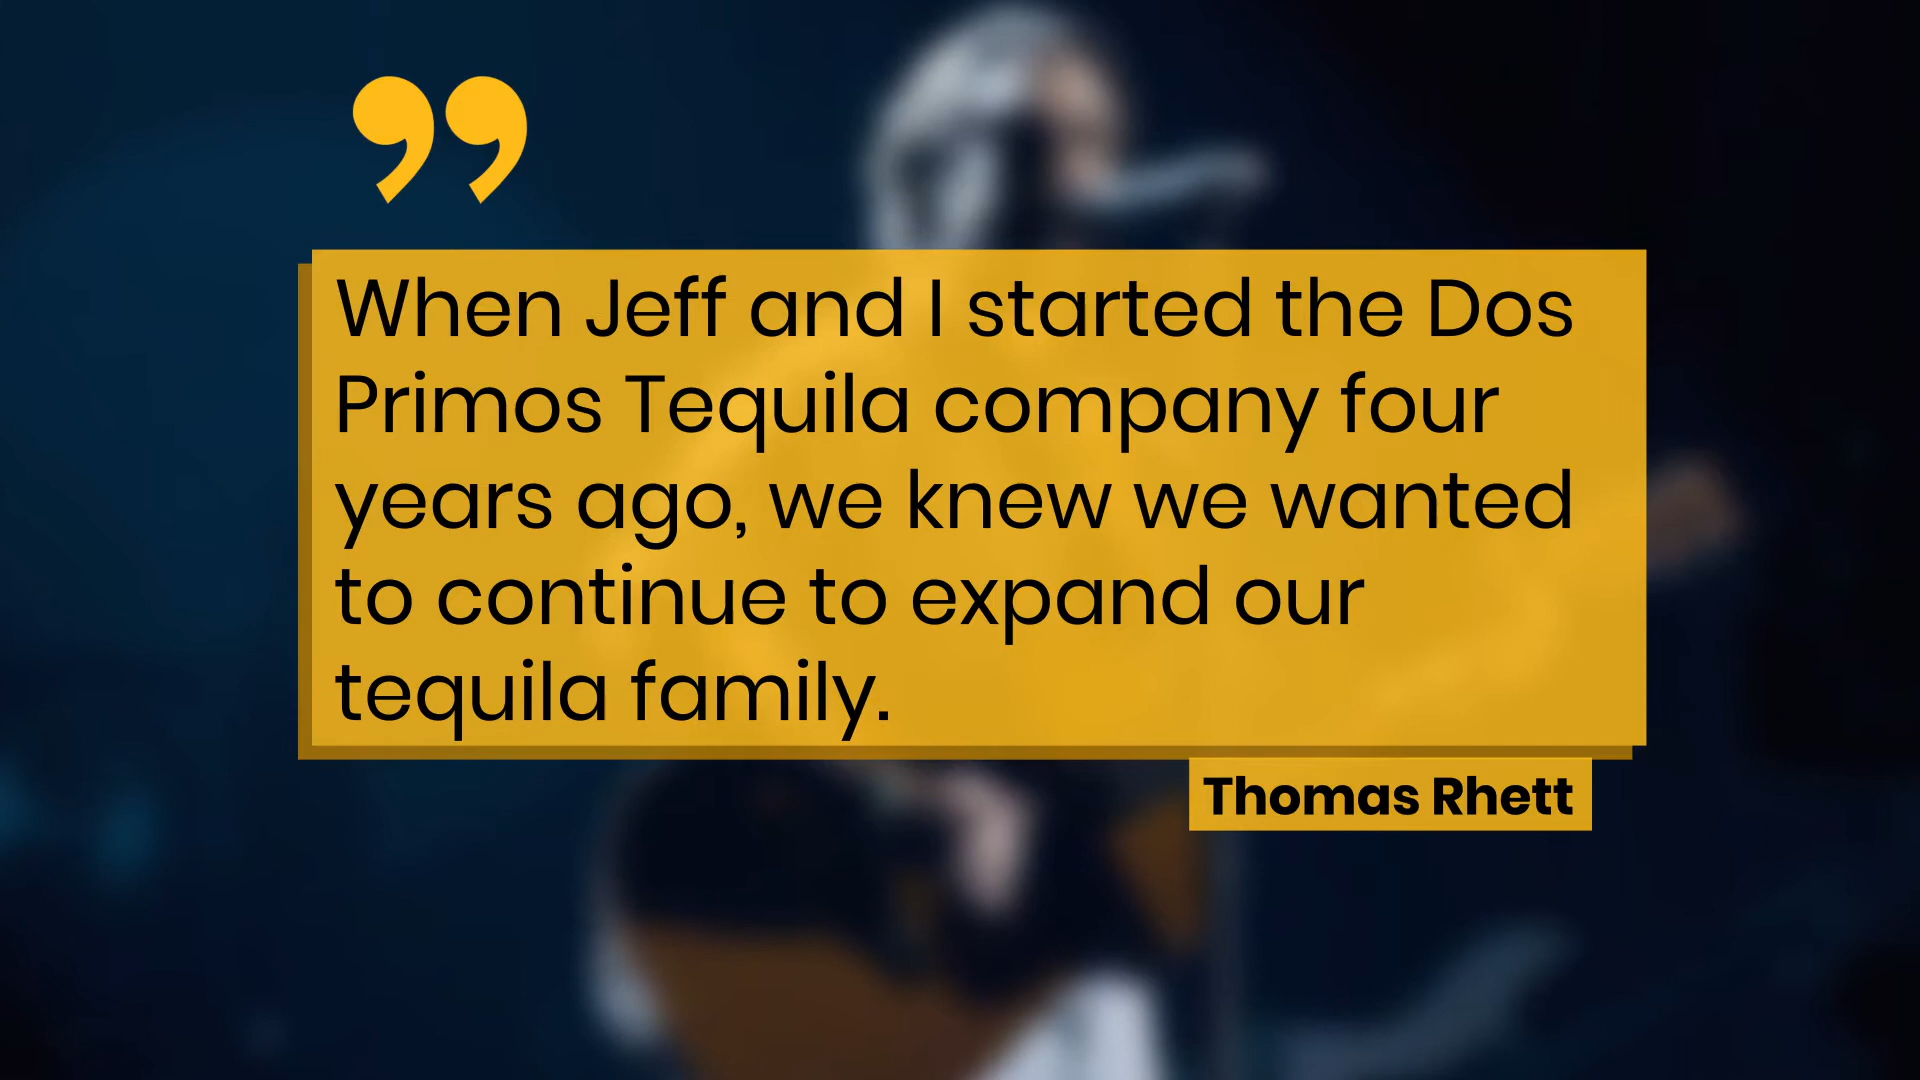 ”
When Jeff and I started the Dos
Primos Tequila company four
years ago, we knew we wanted
to continue to expand our
tequila family.
Thomas Rhett